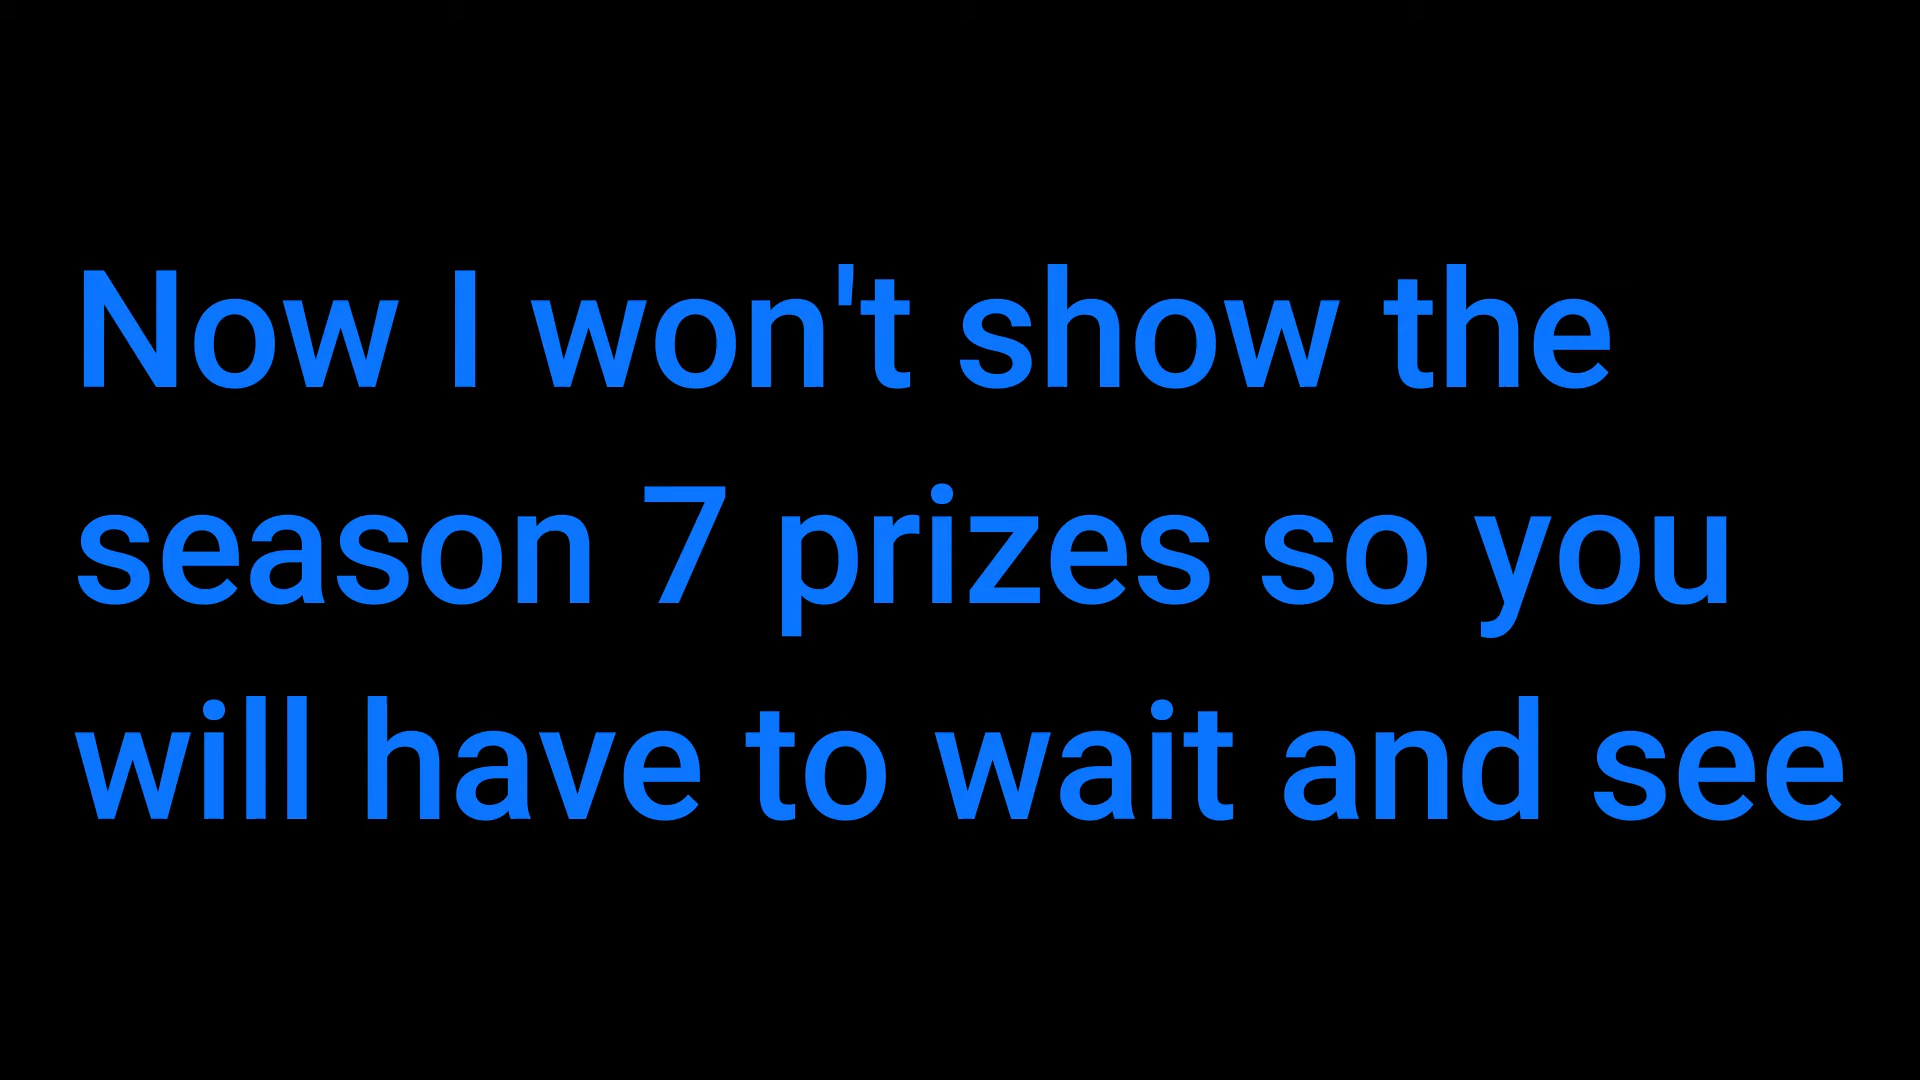 Now I won't show the
season 7 prizes so you
will have to wait and see